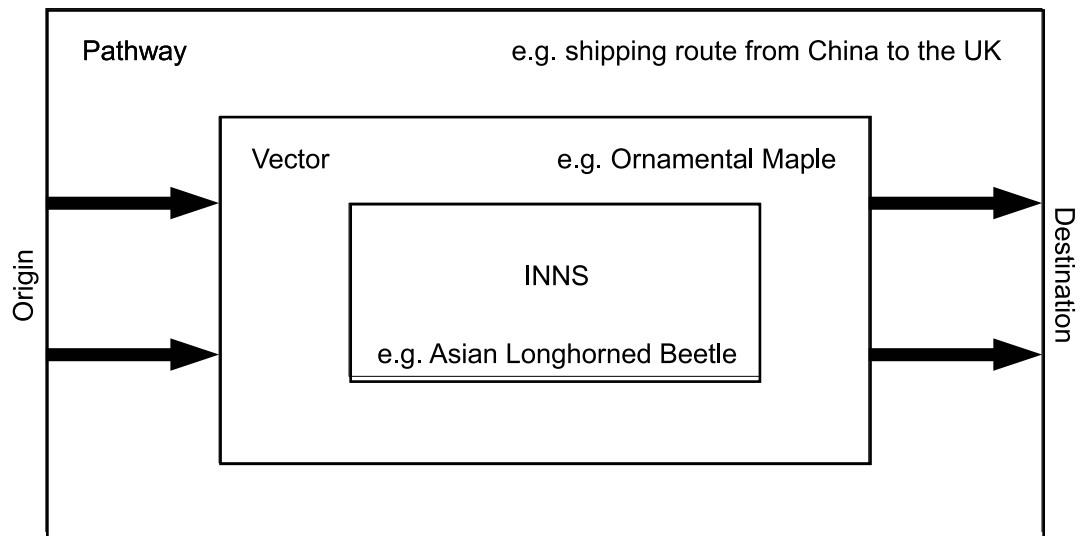 Pathway
e.g. shipping route from China to the UK
Vector
e.g. Ornamental Maple
INNS
e.g. Asian Longhorned Beetle
Origin
Destination